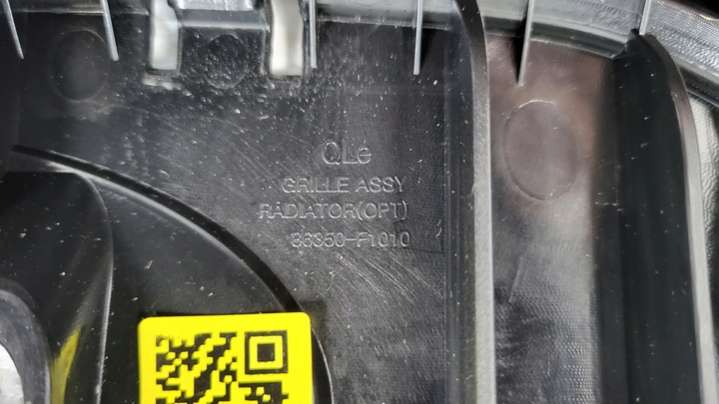 QLe
GRILLE ASSY
RADIATOR(OPT)
86350-F1010